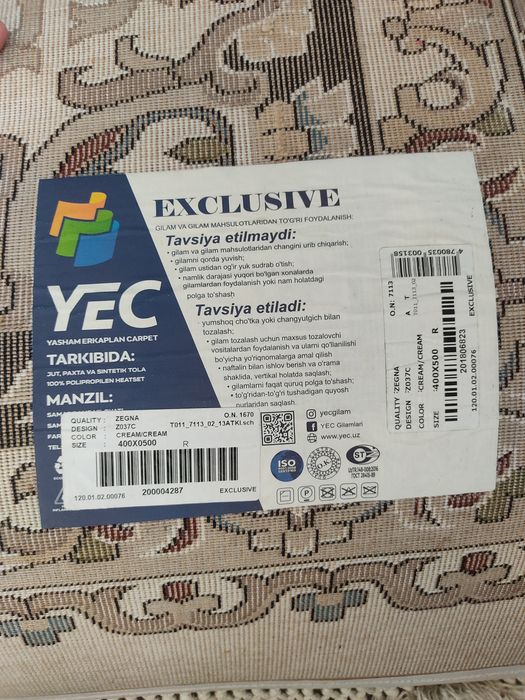 EXCLUSIVE
GILAM VA GILAM MAHSULOTLARIDAN TO'G'RI FOYDALANISH:
Tavsiya etilmaydi:
• gilam va gilam mahsulotlaridan changini urib chiqarish;
• gilamni qorda yuvish;
• gilam ustidan og'ir yuk sudrab o'tish;
• namlik darajasi yuqori bo'lgan xonalarda
gilamlardan foydalanish yoki nam holatdagi
polga to'shash
Tavsiya etiladi:
• yumshoq cho'tka yoki changyutgich bilan
tozalash;
• gilam tozalash uchun maxsus tozalovchi
vositalardan foydalanish va ularni qo'llanilishi
bo'yicha yo'riqnomalarga amal qilish
• naftalin bilan ishlov berish va o'rama
shaklida, vertikal holatda saqlash;
• gilamlarni faqat quruq polga to'shash;
• to'g'ridan-to'g'ri tushadigan quyosh
nurlaridan saqlash
YEC
YASHAM ERKAPLAN CARPET
TARKIBIDA:
JUT, PAXTA VA SINTETIK TOLA
100% POLIPROPILEN HEATSET
MANZIL:
QUALITY : ZEGNA O.N. 1670
DESIGN : Z037C T011_7113_02_13ATKI.sch
COLOR : CREAM/CREAM
SIZE : 400X0500 R
120.01.02.00076
200004287
EXCLUSIVE
yecgilam
YEC Gilamlari
www.yec.uz
ISO
ST
ГОСТ 28415-89
4 780035 003158
O.N: 7113
QUALITY : ZEGNA
DESIGN : Z037C
COLOR : CREAM/CREAM
SIZE : 400X500 R
201806823
120.01.02.00076
EXCLUSIVE